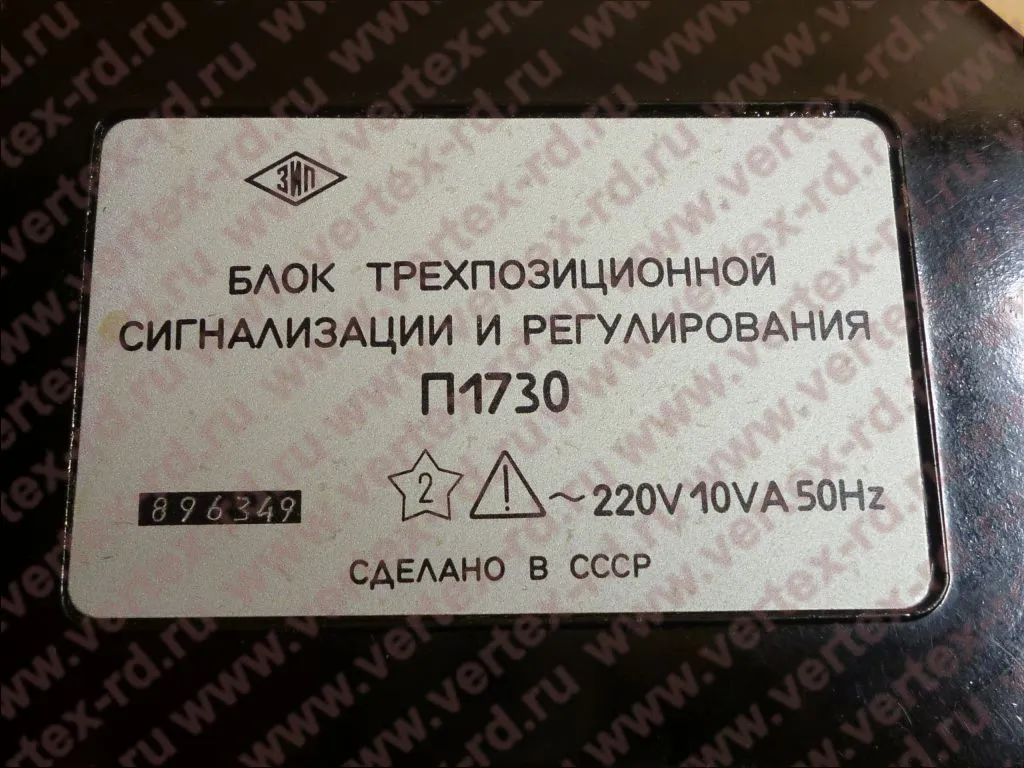 ЗИП
БЛОК ТРЕХПОЗИЦИОННОЙ
СИГНАЛИЗАЦИИ И РЕГУЛИРОВАНИЯ
П1730
896349 2 ! ~220V 10VA 50Hz
СДЕЛАНО В СССР
www.vertex-rd.ru